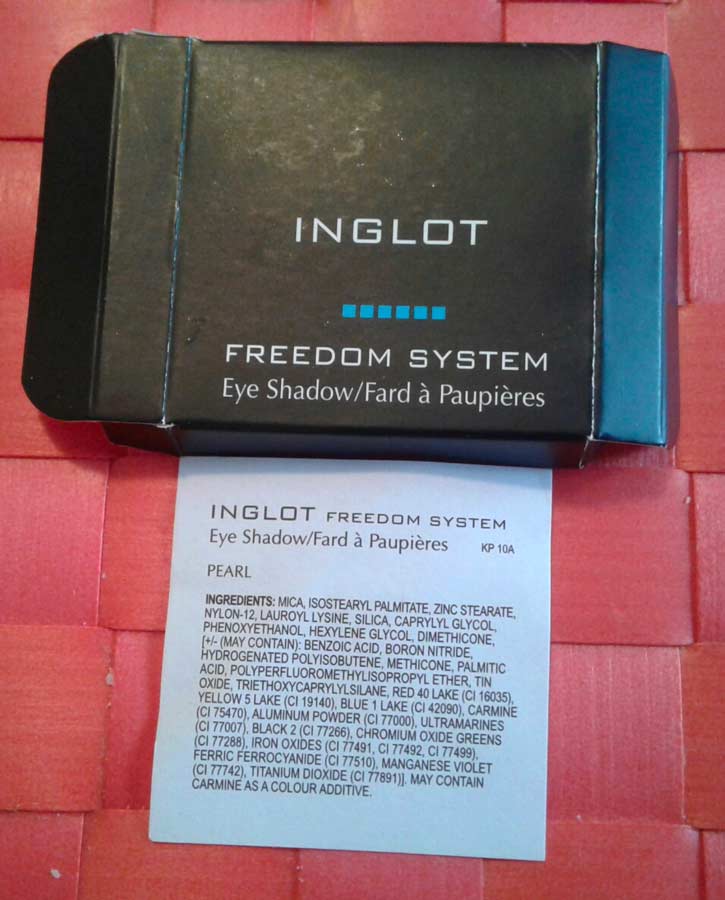 INGLOT
FREEDOM SYSTEM
Eye Shadow/Fard à Paupières
INGLOT FREEDOM SYSTEM
Eye Shadow/Fard à Paupières KP 10A
PEARL
INGREDIENTS: MICA, ISOSTEARYL PALMITATE, ZINC STEARATE,
NYLON-12, LAUROYL LYSINE, SILICA, CAPRYLYL GLYCOL,
PHENOXYETHANOL, HEXYLENE GLYCOL, DIMETHICONE,
[+/- (MAY CONTAIN): BENZOIC ACID, BORON NITRIDE,
HYDROGENATED POLYISOBUTENE, METHICONE, PALMITIC
ACID, POLYPERFLUOROMETHYLISOPROPYL ETHER, TIN
OXIDE, TRIETHOXYCAPRYLYLSILANE, RED 40 LAKE (CI 16035),
YELLOW 5 LAKE (CI 19140), BLUE 1 LAKE (CI 42090), CARMINE
(CI 75470), ALUMINUM POWDER (CI 77000), ULTRAMARINES
(CI 77007), BLACK 2 (CI 77266), CHROMIUM OXIDE GREENS
(CI 77288), IRON OXIDES (CI 77491, CI 77492, CI 77499),
FERRIC FERROCYANIDE (CI 77510), MANGANESE VIOLET
(CI 77742), TITANIUM DIOXIDE (CI 77891)]. MAY CONTAIN
CARMINE AS A COLOUR ADDITIVE.